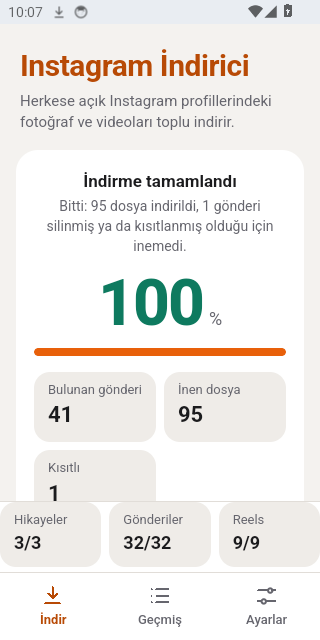 10:07
Instagram İndirici
Herkese açık Instagram profillerindeki
fotoğraf ve videoları toplu indirir.
İndirme tamamlandı
Bitti: 95 dosya indirildi, 1 gönderi
silinmiş ya da kısıtlanmış olduğu için
inemedi.
100 %
Bulunan gönderi
41
İnen dosya
95
Kısıtlı
1
Hikayeler
3/3
Gönderiler
32/32
Reels
9/9
İndir
Geçmiş
Ayarlar